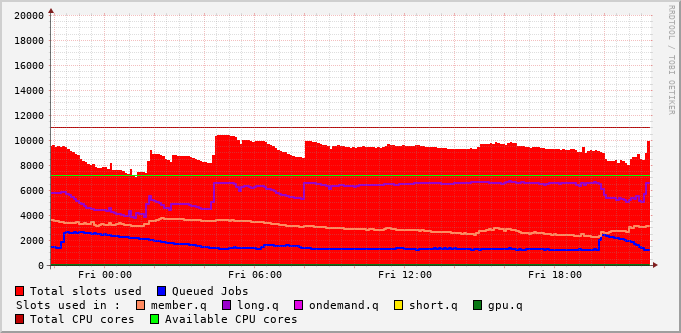 RRDTOOL / TOBI OETIKER
20000
18000
16000
14000
12000
10000
8000
6000
4000
2000
0
Fri 00:00 Fri 06:00 Fri 12:00 Fri 18:00
Total slots used Queued Jobs
Slots used in : member.q long.q ondemand.q short.q gpu.q
Total CPU cores Available CPU cores